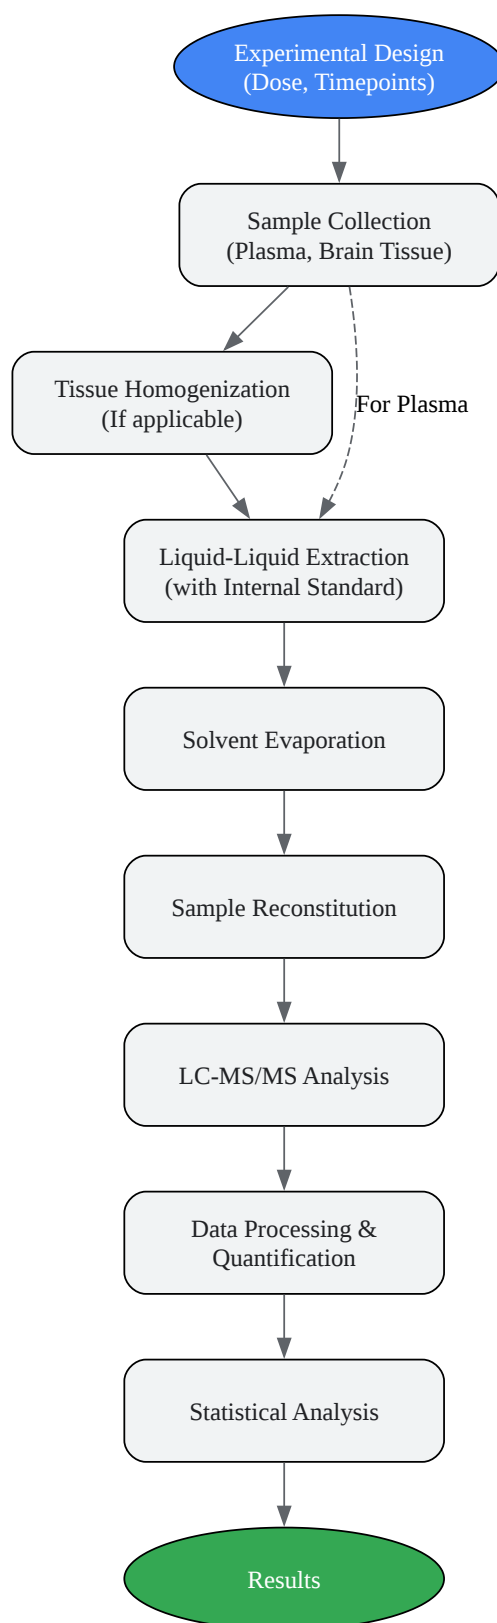 Experimental Design
(Dose, Timepoints)
Sample Collection
(Plasma, Brain Tissue)
Tissue Homogenization
(If applicable)
For Plasma
Liquid-Liquid Extraction
(with Internal Standard)
Solvent Evaporation
Sample Reconstitution
LC-MS/MS Analysis
Data Processing &
Quantification
Statistical Analysis
Results